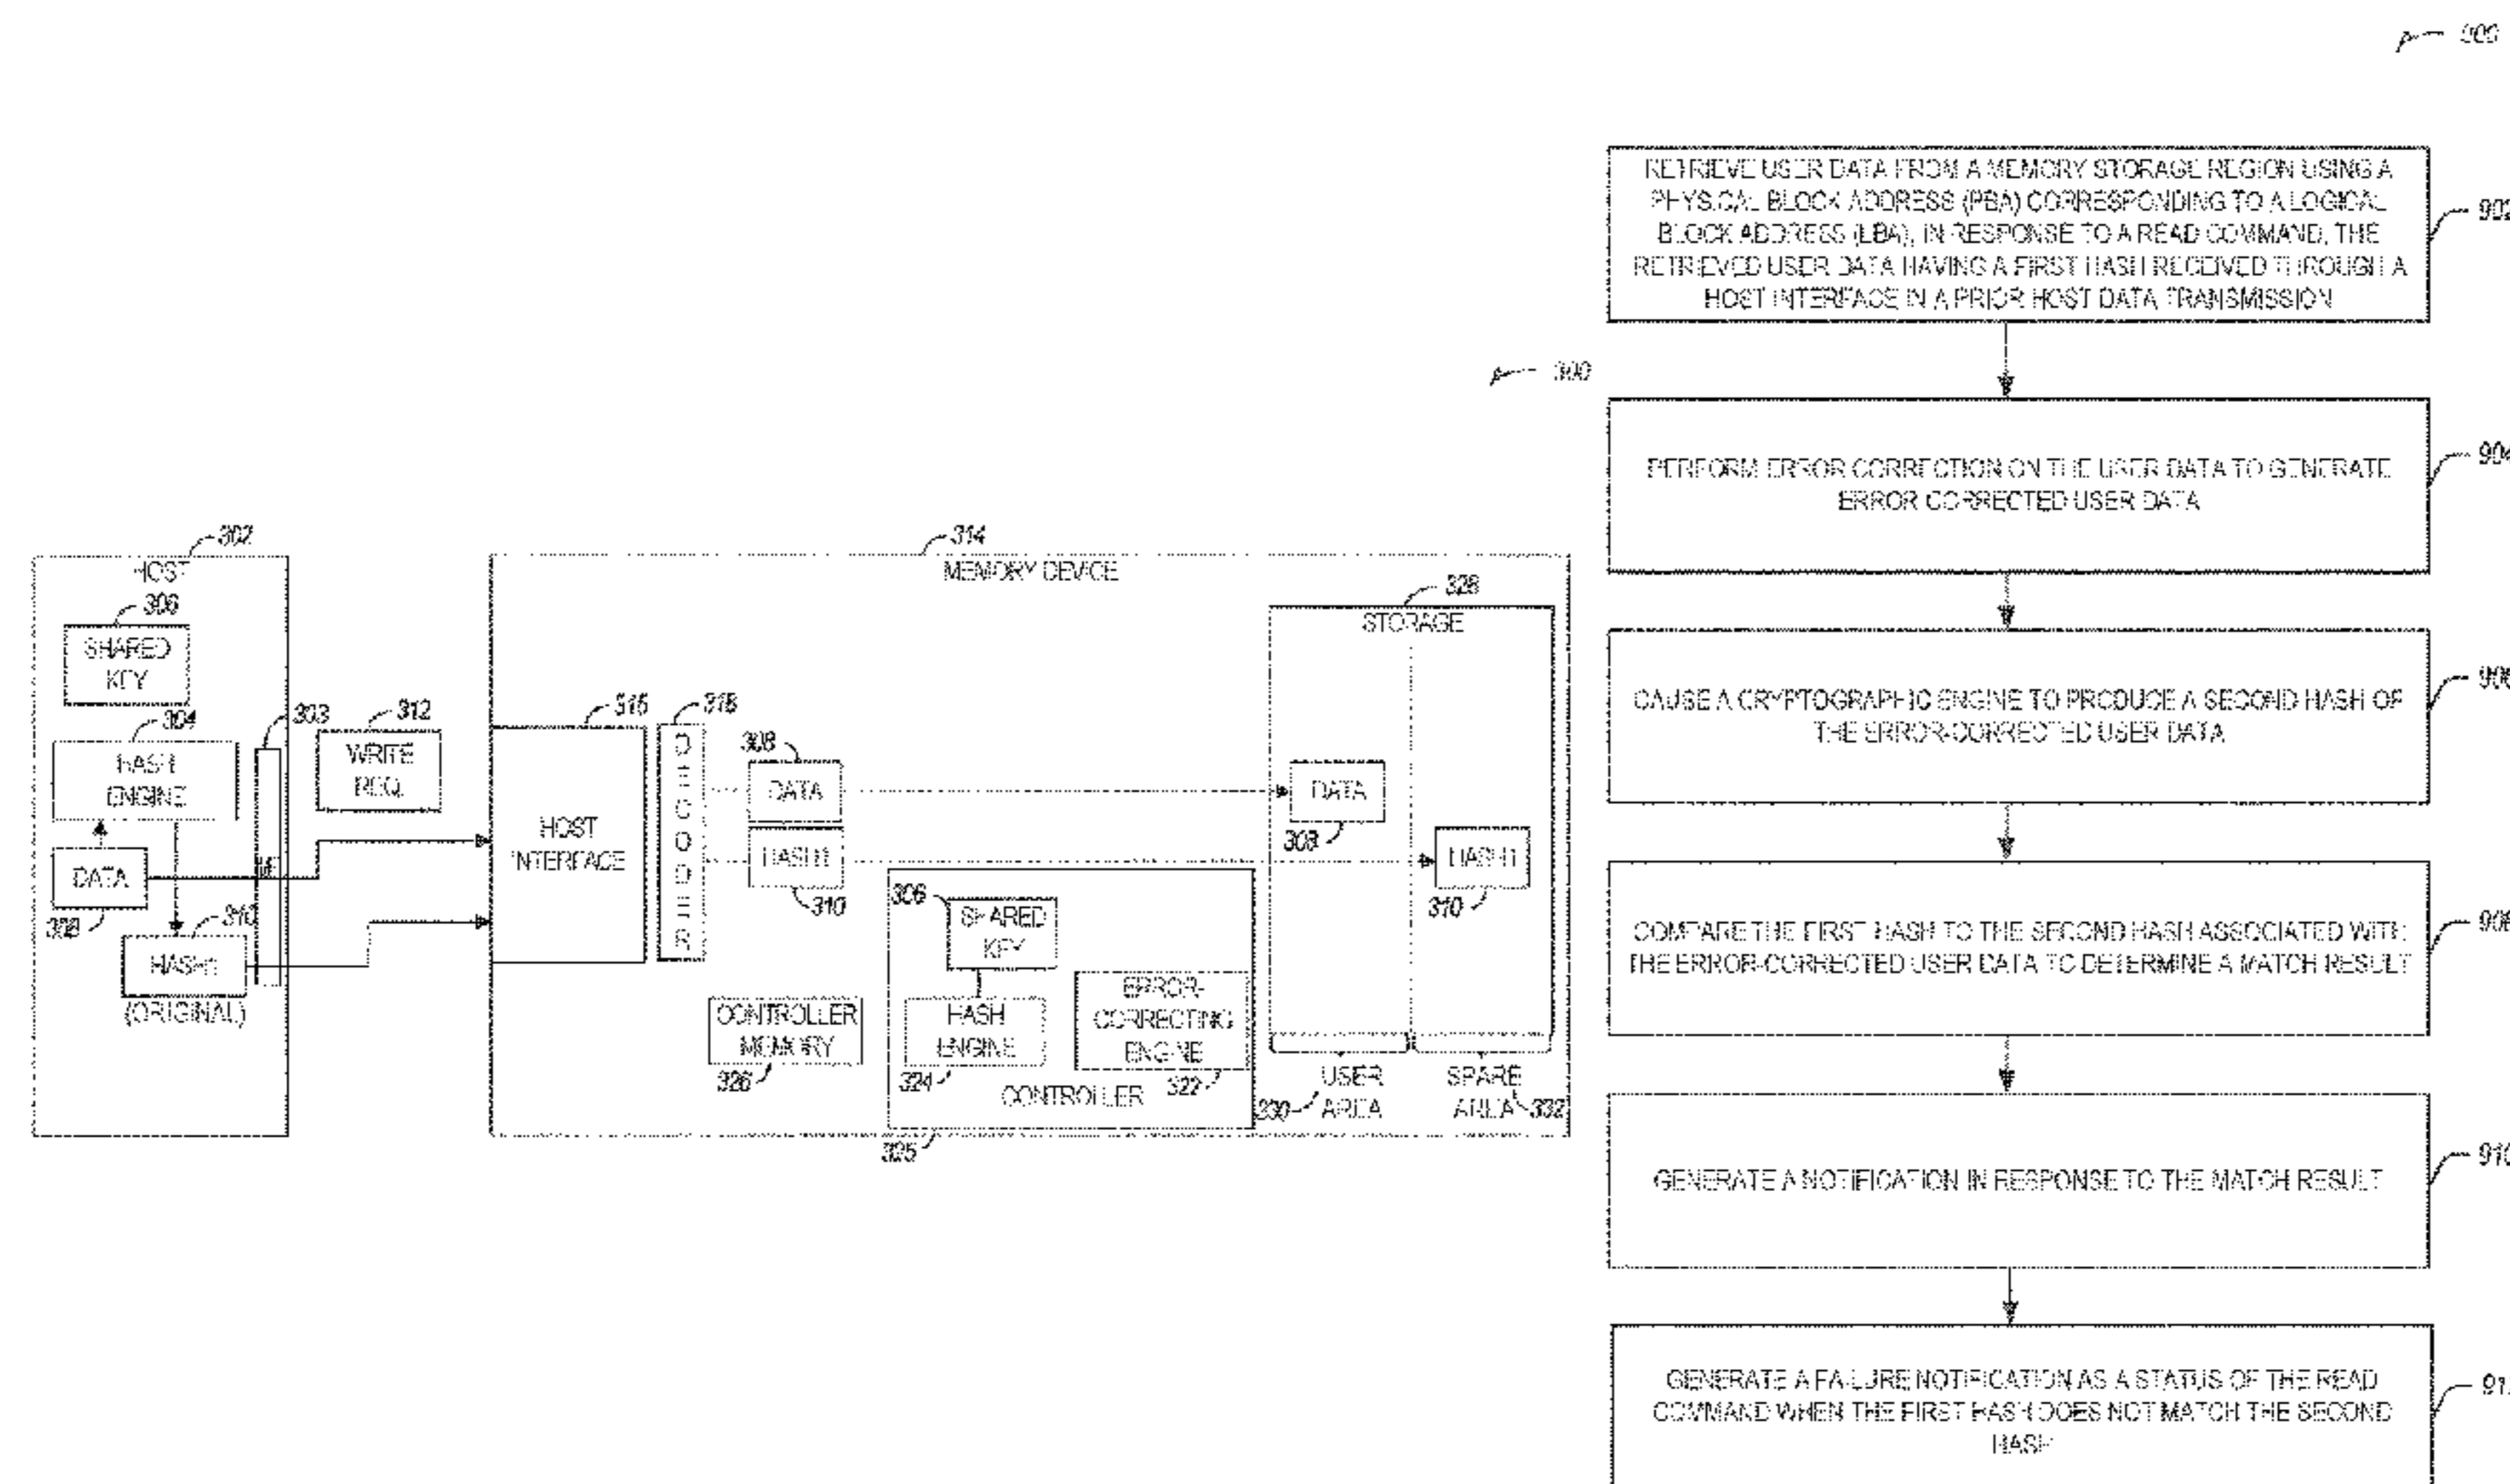 300
302
HOST
306
SHARED
KEY
304
303
HASH
ENGINE
DATA
308
310
HASH1
(ORIGINAL)
I/F
312
WRITE
REQ.
314
MEMORY DEVICE
316
HOST
INTERFACE
318
DECODER
308
DATA
HASH1
310
CONTROLLER
MEMORY
326
306
SHARED
KEY
HASH
ENGINE
324
ERROR-
CORRECTING
ENGINE
322
CONTROLLER
325
328
STORAGE
DATA
308
HASH1
310
USER
AREA
330
SPARE
AREA
332
900
RETRIEVE USER DATA FROM A MEMORY STORAGE REGION USING A
PHYSICAL BLOCK ADDRESS (PBA) CORRESPONDING TO A LOGICAL
BLOCK ADDRESS (LBA), IN RESPONSE TO A READ COMMAND, THE
RETRIEVED USER DATA HAVING A FIRST HASH RECEIVED THROUGH A
HOST INTERFACE IN A PRIOR HOST DATA TRANSMISSION
902
PERFORM ERROR CORRECTION ON THE USER DATA TO GENERATE
ERROR CORRECTED USER DATA
904
CAUSE A CRYPTOGRAPHIC ENGINE TO PRODUCE A SECOND HASH OF
THE ERROR-CORRECTED USER DATA
906
COMPARE THE FIRST HASH TO THE SECOND HASH ASSOCIATED WITH
THE ERROR-CORRECTED USER DATA TO DETERMINE A MATCH RESULT
908
GENERATE A NOTIFICATION IN RESPONSE TO THE MATCH RESULT
910
GENERATE A FAILURE NOTIFICATION AS A STATUS OF THE READ
COMMAND WHEN THE FIRST HASH DOES NOT MATCH THE SECOND
HASH